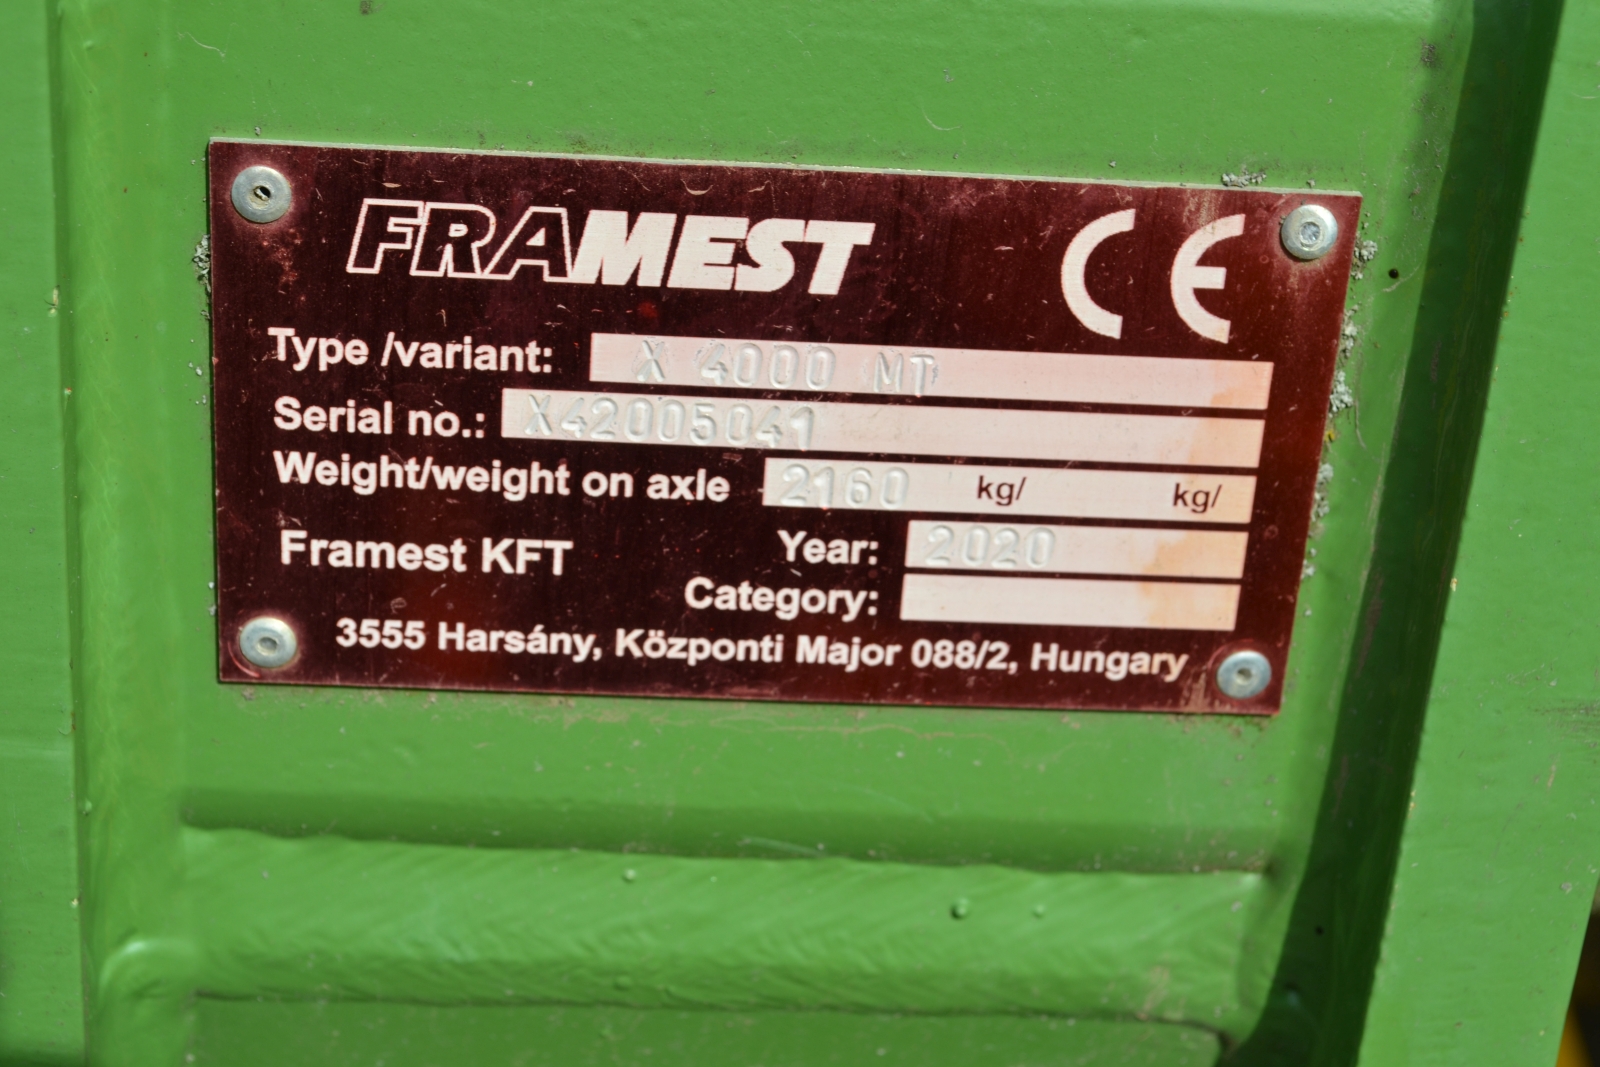 FRAMEST CE
Type /variant: X 4000 MT
Serial no.: X42005041
Weight/weight on axle 2160 kg/ kg/
Framest KFT Year: 2020
Category:
3555 Harsány, Központi Major 088/2, Hungary